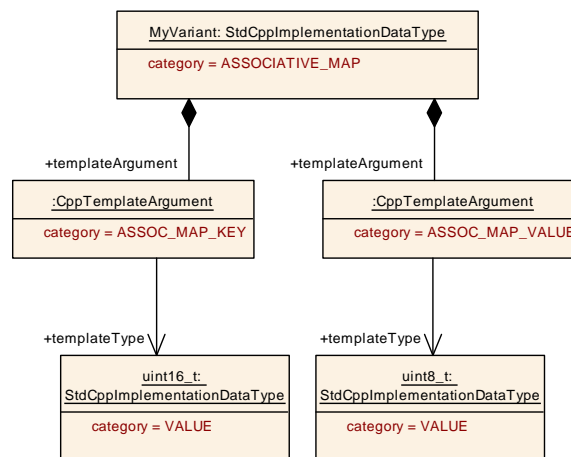 MyVariant: StdCppImplementationDataType
category = ASSOCIATIVE_MAP
+templateArgument
+templateArgument
:CppTemplateArgument
category = ASSOC_MAP_KEY
:CppTemplateArgument
category = ASSOC_MAP_VALUE
+templateType
+templateType
uint16_t:
StdCppImplementationDataType
category = VALUE
uint8_t:
StdCppImplementationDataType
category = VALUE